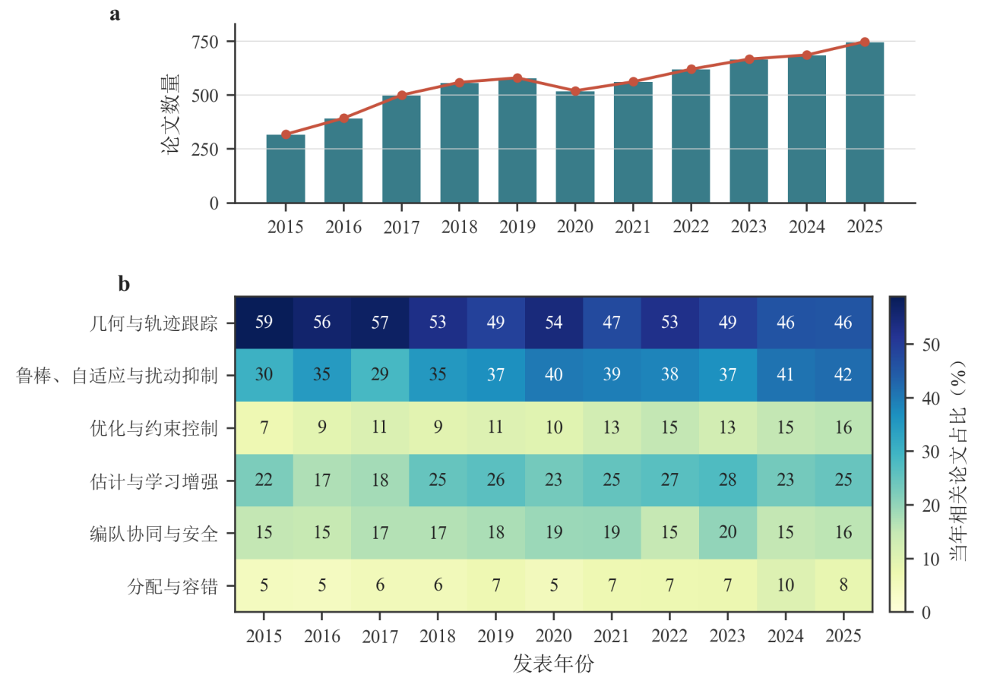 a
论文数量
750
500
250
0
2015 2016 2017 2018 2019 2020 2021 2022 2023 2024 2025
b
几何与轨迹跟踪 59 56 57 53 49 54 47 53 49 46 46
鲁棒、自适应与扰动抑制 30 35 29 35 37 40 39 38 37 41 42
优化与约束控制 7 9 11 9 11 10 13 15 13 15 16
估计与学习增强 22 17 18 25 26 23 25 27 28 23 25
编队协同与安全 15 15 17 17 18 19 19 15 20 15 16
分配与容错 5 5 6 6 7 5 7 7 7 10 8
2015 2016 2017 2018 2019 2020 2021 2022 2023 2024 2025
发表年份
50
40
30
20
10
0
当年相关论文占比（%）